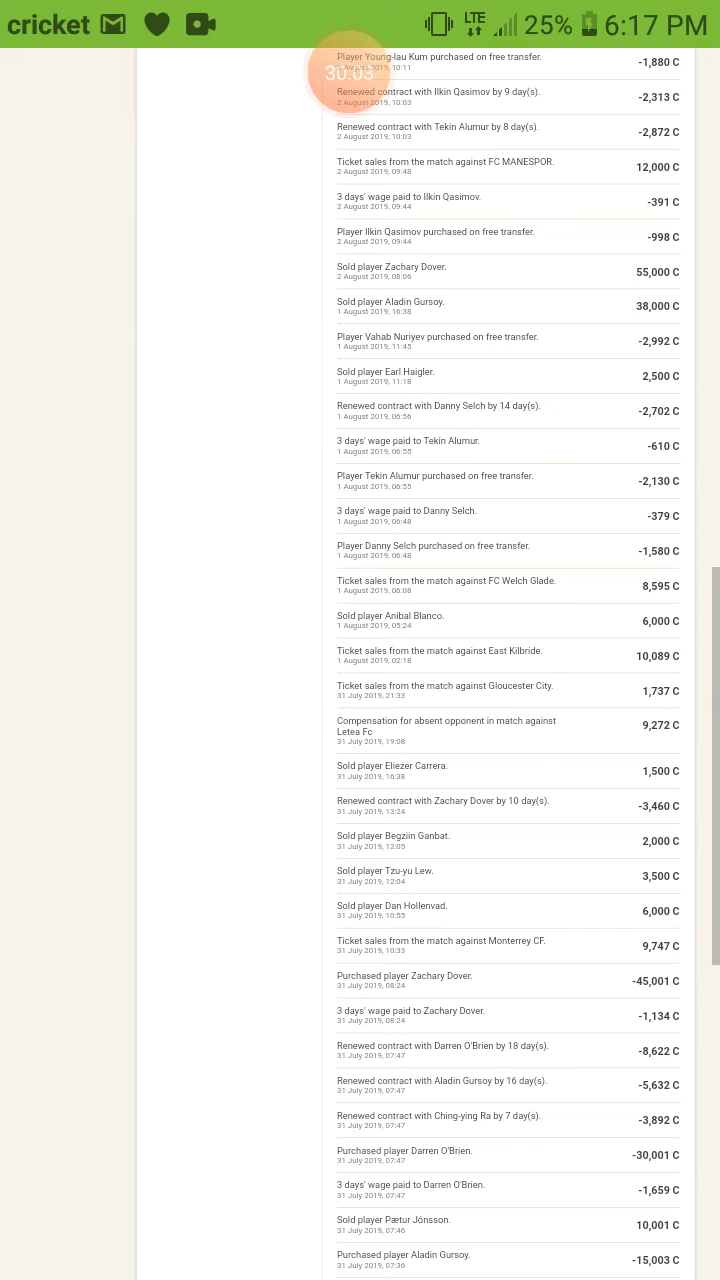 cricket LTE 25% 6:17 PM
30:03
Player Young-lau Kum purchased on free transfer.
2 August 2019, 10:11
-1,880 C
Renewed contract with Ilkin Qasimov by 9 day(s).
2 August 2019, 10:03
-2,313 C
Renewed contract with Tekin Alumur by 8 day(s).
2 August 2019, 10:03
-2,872 C
Ticket sales from the match against FC MANESPOR.
2 August 2019, 09:48
12,000 C
3 days' wage paid to Ilkin Qasimov.
2 August 2019, 09:44
-391 C
Player Ilkin Qasimov purchased on free transfer.
2 August 2019, 09:44
-998 C
Sold player Zachary Dover.
2 August 2019, 08:06
55,000 C
Sold player Aladin Gursoy.
1 August 2019, 16:38
38,000 C
Player Vahab Nuriyev purchased on free transfer.
1 August 2019, 11:45
-2,992 C
Sold player Earl Haigler.
1 August 2019, 11:18
2,500 C
Renewed contract with Danny Selch by 14 day(s).
1 August 2019, 06:56
-2,702 C
3 days' wage paid to Tekin Alumur.
1 August 2019, 06:55
-610 C
Player Tekin Alumur purchased on free transfer.
1 August 2019, 06:55
-2,130 C
3 days' wage paid to Danny Selch.
1 August 2019, 06:48
-379 C
Player Danny Selch purchased on free transfer.
1 August 2019, 06:48
-1,580 C
Ticket sales from the match against FC Welch Glade.
1 August 2019, 06:08
8,595 C
Sold player Anibal Blanco.
1 August 2019, 05:24
6,000 C
Ticket sales from the match against East Kilbride.
1 August 2019, 02:18
10,089 C
Ticket sales from the match against Gloucester City.
31 July 2019, 21:33
1,737 C
Compensation for absent opponent in match against
Letea Fc
31 July 2019, 19:08
9,272 C
Sold player Eliezer Carrera.
31 July 2019, 16:38
1,500 C
Renewed contract with Zachary Dover by 10 day(s).
31 July 2019, 13:24
-3,460 C
Sold player Begziin Ganbat.
31 July 2019, 12:05
2,000 C
Sold player Tzu-yu Lew.
31 July 2019, 12:04
3,500 C
Sold player Dan Hollenvad.
31 July 2019, 10:55
6,000 C
Ticket sales from the match against Monterrey CF.
31 July 2019, 10:33
9,747 C
Purchased player Zachary Dover.
31 July 2019, 08:24
-45,001 C
3 days' wage paid to Zachary Dover.
31 July 2019, 08:24
-1,134 C
Renewed contract with Darren O'Brien by 18 day(s).
31 July 2019, 07:47
-8,622 C
Renewed contract with Aladin Gursoy by 16 day(s).
31 July 2019, 07:47
-5,632 C
Renewed contract with Ching-ying Ra by 7 day(s).
31 July 2019, 07:47
-3,892 C
Purchased player Darren O'Brien.
31 July 2019, 07:47
-30,001 C
3 days' wage paid to Darren O'Brien.
31 July 2019, 07:47
-1,659 C
Sold player Pætur Jónsson.
31 July 2019, 07:46
10,001 C
Purchased player Aladin Gursoy.
31 July 2019, 07:36
-15,003 C